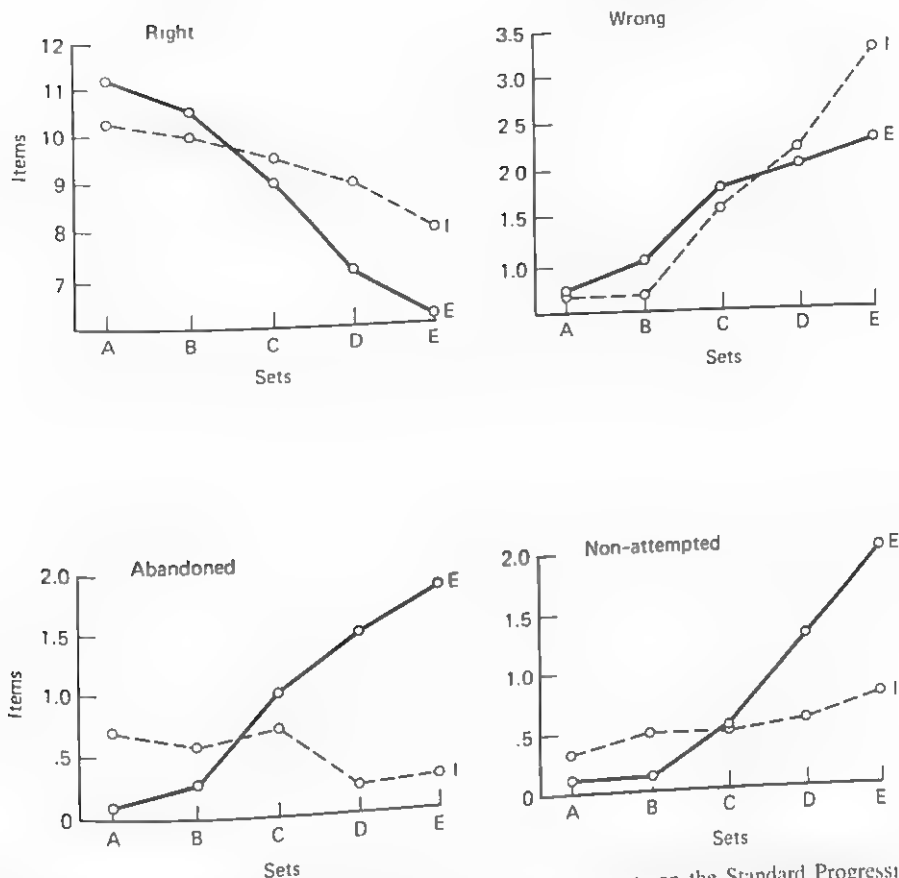 Right
12
11
10
9
8
7
Items
I
E
A B C D E
Sets
Wrong
3.5
3.0
2.5
2.0
1.5
1.0
I
E
A B C D E
Sets
Abandoned
2.0
1.5
1.0
.5
0
Items
E
I
A B C D E
Sets
Non-attempted
2.0
1.5
1.0
.5
0
E
I
A B C D E
Sets
on the Standard